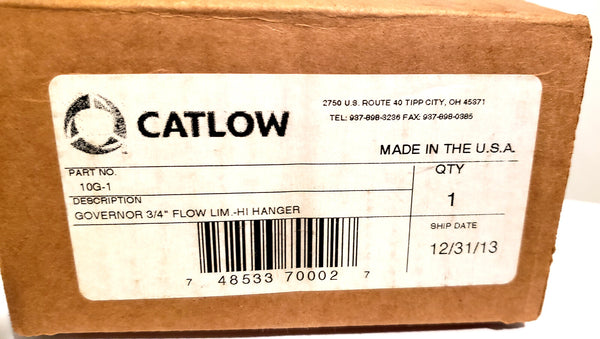 CATLOW
2750 U.S. ROUTE 40 TIPP CITY, OH 45371
TEL: 937-898-3236 FAX: 937-898-0385
MADE IN THE U.S.A.
PART NO.
10G-1
DESCRIPTION
GOVERNOR 3/4" FLOW LIM.-HI HANGER
QTY
1
SHIP DATE
12/31/13
7 48533 70002 7